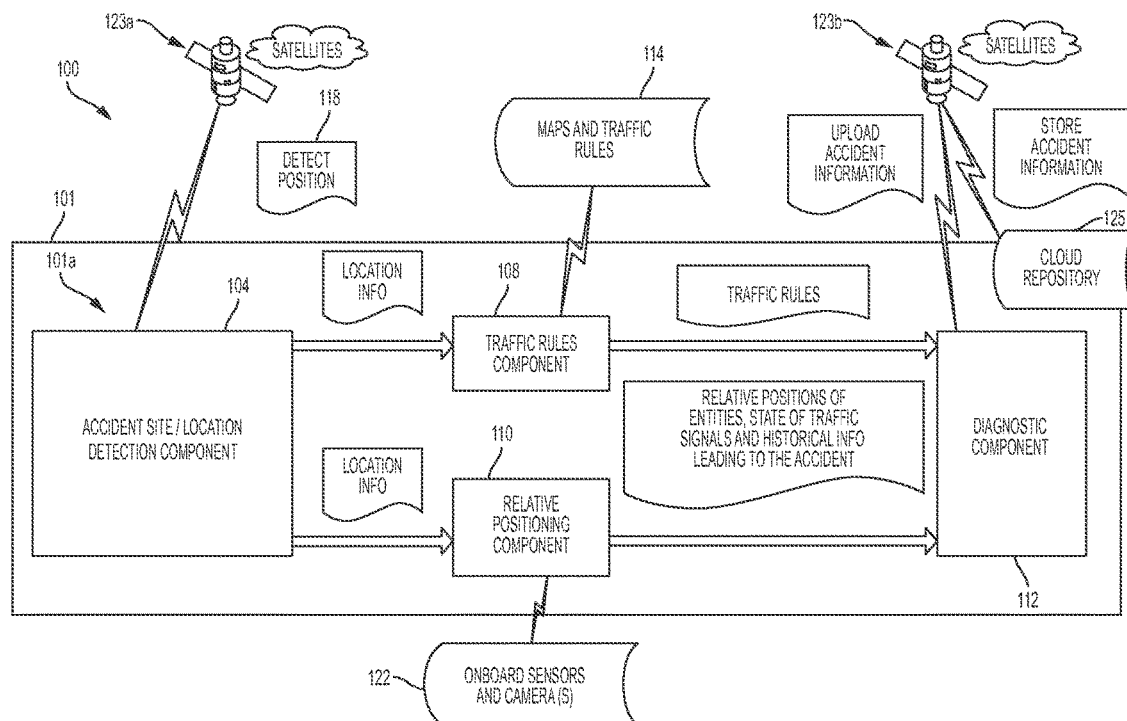 123a
SATELLITES
100
118
DETECT
POSITION
114
MAPS AND TRAFFIC
RULES
123b
SATELLITES
UPLOAD
ACCIDENT
INFORMATION
STORE
ACCIDENT
INFORMATION
125
CLOUD
REPOSITORY
101
101a
104
LOCATION
INFO
108
TRAFFIC RULES
TRAFFIC RULES
COMPONENT
ACCIDENT SITE / LOCATION
DETECTION COMPONENT
RELATIVE POSITIONS OF
ENTITIES, STATE OF TRAFFIC
SIGNALS AND HISTORICAL INFO
LEADING TO THE ACCIDENT
DIAGNOSTIC
COMPONENT
LOCATION
INFO
110
RELATIVE
POSITIONING
COMPONENT
112
122
ONBOARD SENSORS
AND CAMERA (S)